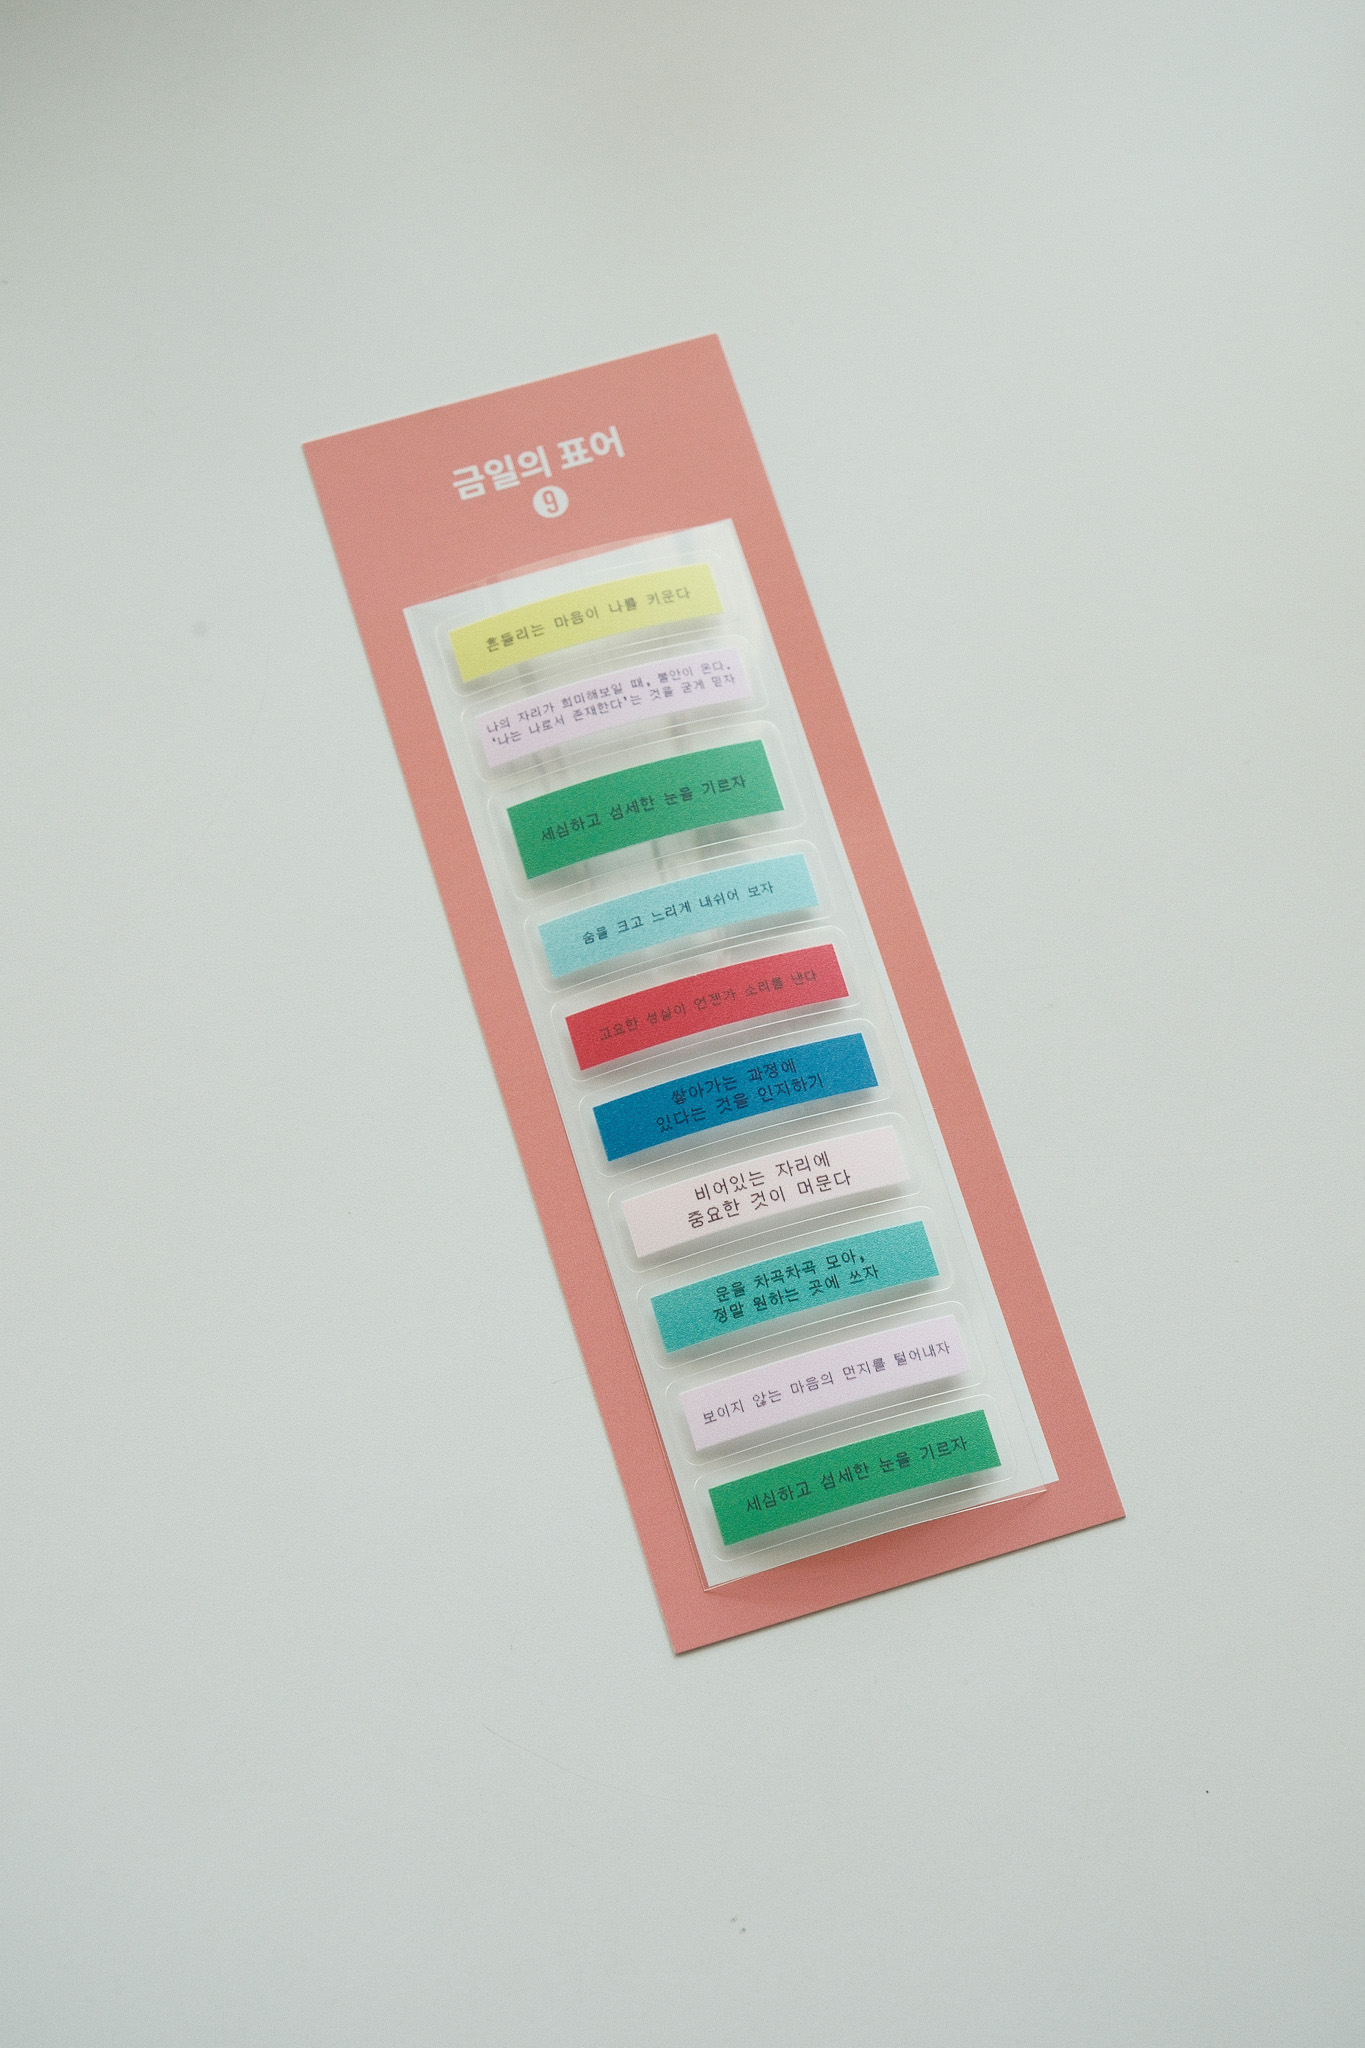 금일의 표어
9
흔들리는 마음이 나를 키운다
나의 자리가 희미해보일 때, 불안이 온다.
'나는 나로서 존재한다'는 것을 굳게 믿자
세심하고 섬세한 눈을 기르자
숨을 크고 느리게 내쉬어 보자
고요한 성실이 언젠가 소리를 낸다
쌓아가는 과정에
있다는 것을 인지하기
비어있는 자리에
중요한 것이 머문다
운을 차곡차곡 모아,
정말 원하는 곳에 쓰자
보이지 않는 마음의 먼지를 털어내자
세심하고 섬세한 눈을 기르자